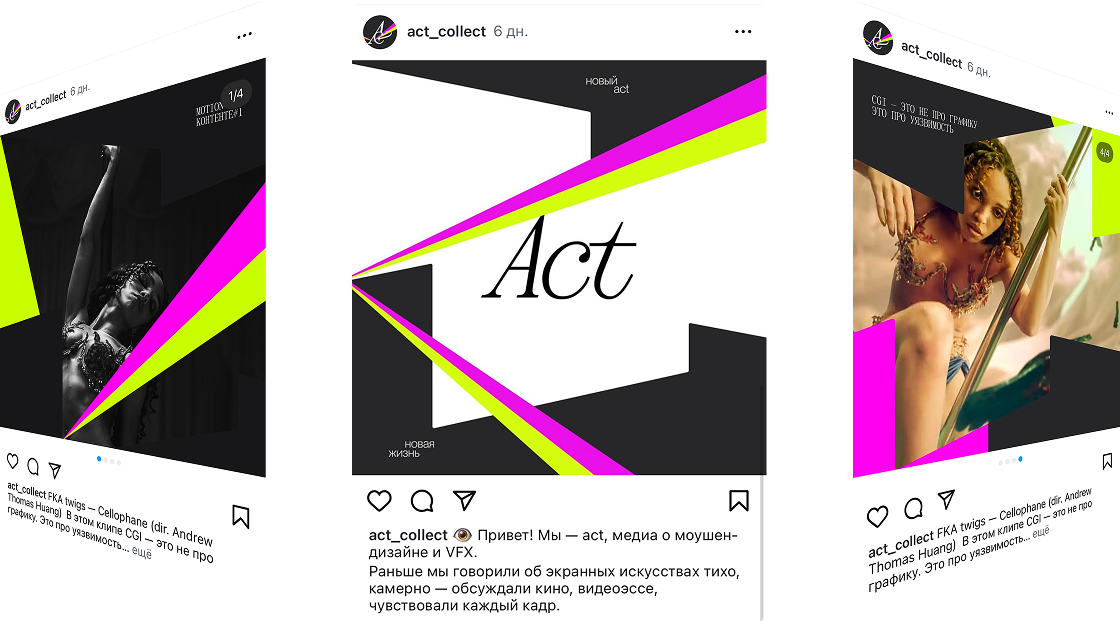 act_collect 6 дн.
1/4
MOTION
КОНТЕНТЕ#1
act_collect FKA twigs — Cellophane (dir. Andrew
Thomas Huang) В этом клипе CGI — это не про
графику. Это про уязвимость... ещё
act_collect 6 дн.
новый
act
Act
новая
жизнь
act_collect 👁 Привет! Мы — act, медиа о моушен-
дизайне и VFX.
Раньше мы говорили об экранных искусствах тихо,
камерно — обсуждали кино, видеоэссе,
чувствовали каждый кадр.
act_collect 6 дн.
CGI — ЭТО НЕ ПРО ГРАФИКУ
ЭТО ПРО УЯЗВИМОСТЬ
4/4
act_collect FKA twigs — Cellophane (dir. Andrew
Thomas Huang) В этом клипе CGI — это не про
графику. Это про уязвимость... ещё